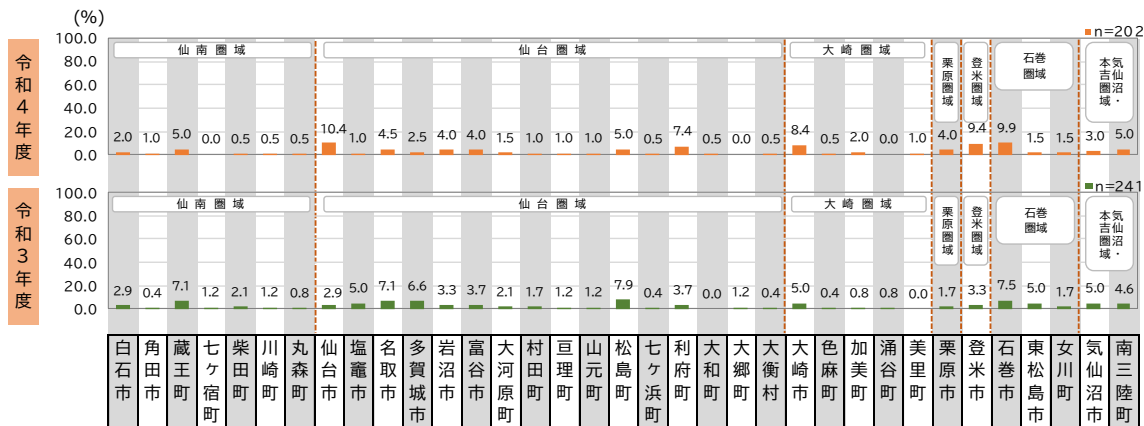 (%)
令和4年度
n=202
100.0
80.0
60.0
40.0
20.0
0.0
仙南圏域
仙台圏域
大崎圏域
栗原圏域
登米圏域
石巻
圏域
気仙沼・
本吉圏域
2.0 1.0 5.0 0.0 0.5 0.5 0.5 10.4 1.0 4.5 2.5 4.0 4.0 1.5 1.0 1.0 1.0 5.0 0.5 7.4 0.5 0.0 0.5 8.4 0.5 2.0 0.0 1.0 4.0 9.4 9.9 1.5 1.5 3.0 5.0
令和3年度
n=241
100.0
80.0
60.0
40.0
20.0
0.0
仙南圏域
仙台圏域
大崎圏域
栗原圏域
登米圏域
石巻
圏域
気仙沼・
本吉圏域
2.9 0.4 7.1 1.2 2.1 1.2 0.8 2.9 5.0 7.1 6.6 3.3 3.7 2.1 1.7 1.2 1.2 7.9 0.4 3.7 0.0 1.2 0.4 5.0 0.4 0.8 0.8 0.0 1.7 3.3 7.5 5.0 1.7 5.0 4.6
白石市
角田市
蔵王町
七ヶ宿町
柴田町
川崎町
丸森町
仙台市
塩竈市
名取市
多賀城市
岩沼市
富谷市
大河原町
村田町
亘理町
山元町
松島町
七ヶ浜町
利府町
大和町
大郷町
大衡村
大崎市
色麻町
加美町
涌谷町
美里町
栗原市
登米市
石巻市
東松島市
女川町
気仙沼市
南三陸町